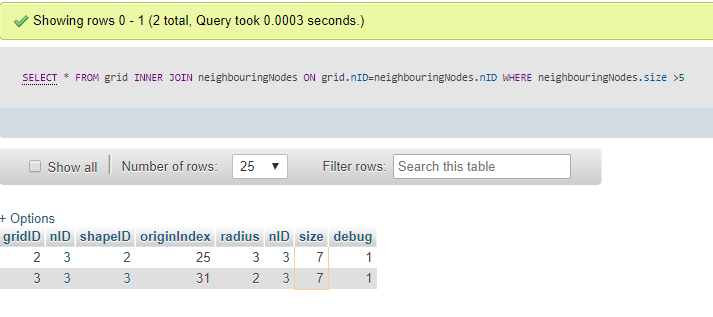 Showing rows 0 - 1 (2 total, Query took 0.0003 seconds.)
SELECT * FROM grid INNER JOIN neighbouringNodes ON grid.nID=neighbouringNodes.nID WHERE neighbouringNodes.size >5
Show all Number of rows: 25 ▼ Filter rows: Search this table
+ Options
gridID nID shapeID originIndex radius nID size debug
2 3 2 25 3 3 7 1
3 3 3 31 2 3 7 1